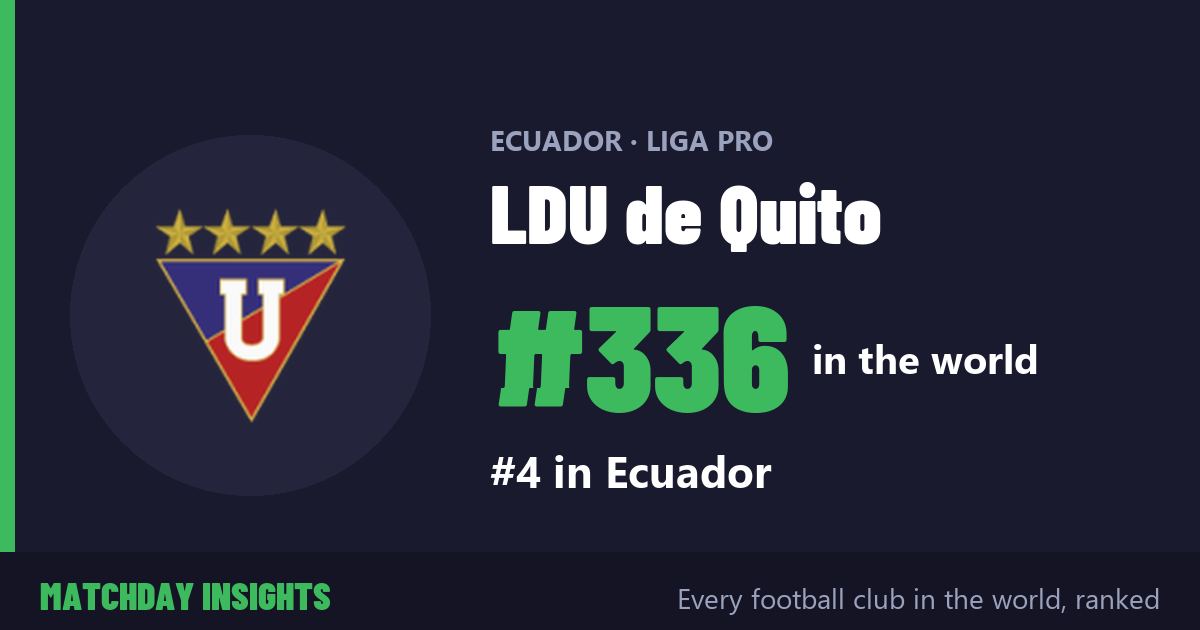 ECUADOR · LIGA PRO
LDU de Quito
U
#336 in the world
#4 in Ecuador
MATCHDAY INSIGHTS
Every football club in the world, ranked